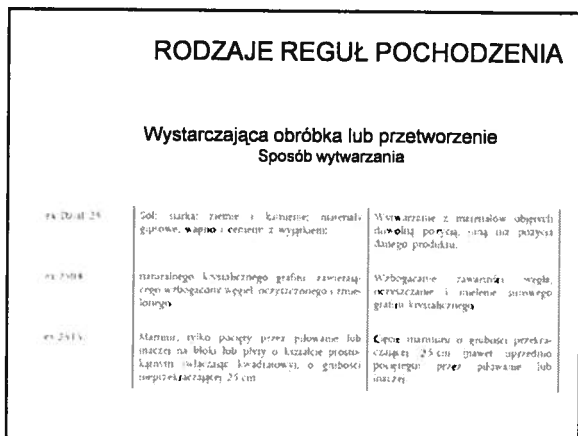 RODZAJE REGUŁ POCHODZENIA
Wystarczająca obróbka lub przetworzenie
Sposób wytwarzania
ex Dział 25
Sól; siarka; ziemie i kamienie; materiały
gipsowe, wapno i cement z wyjątkiem:
Wytwarzanie z materiałów objętych
dowolną pozycją, inną niż pozycja
danego produktu.
ex 2504
naturalnego krystalicznego grafitu zawierają-
cego wzbogacony węgiel, oczyszczonego i zmie-
lonego
Wzbogacanie zawartości węgla,
oczyszczanie i mielenie surowego
grafitu krystalicznego
ex 2515
Marmur, tylko pocięty przez piłowanie lub
inaczej na bloki lub płyty o kształcie prosto-
kątnym (włączając kwadratowy), o grubości
nieprzekraczającej 25 cm
Cięcie marmuru o grubości przekra-
czającej 25 cm (nawet uprzednio
pociętego) przez piłowanie lub
inaczej